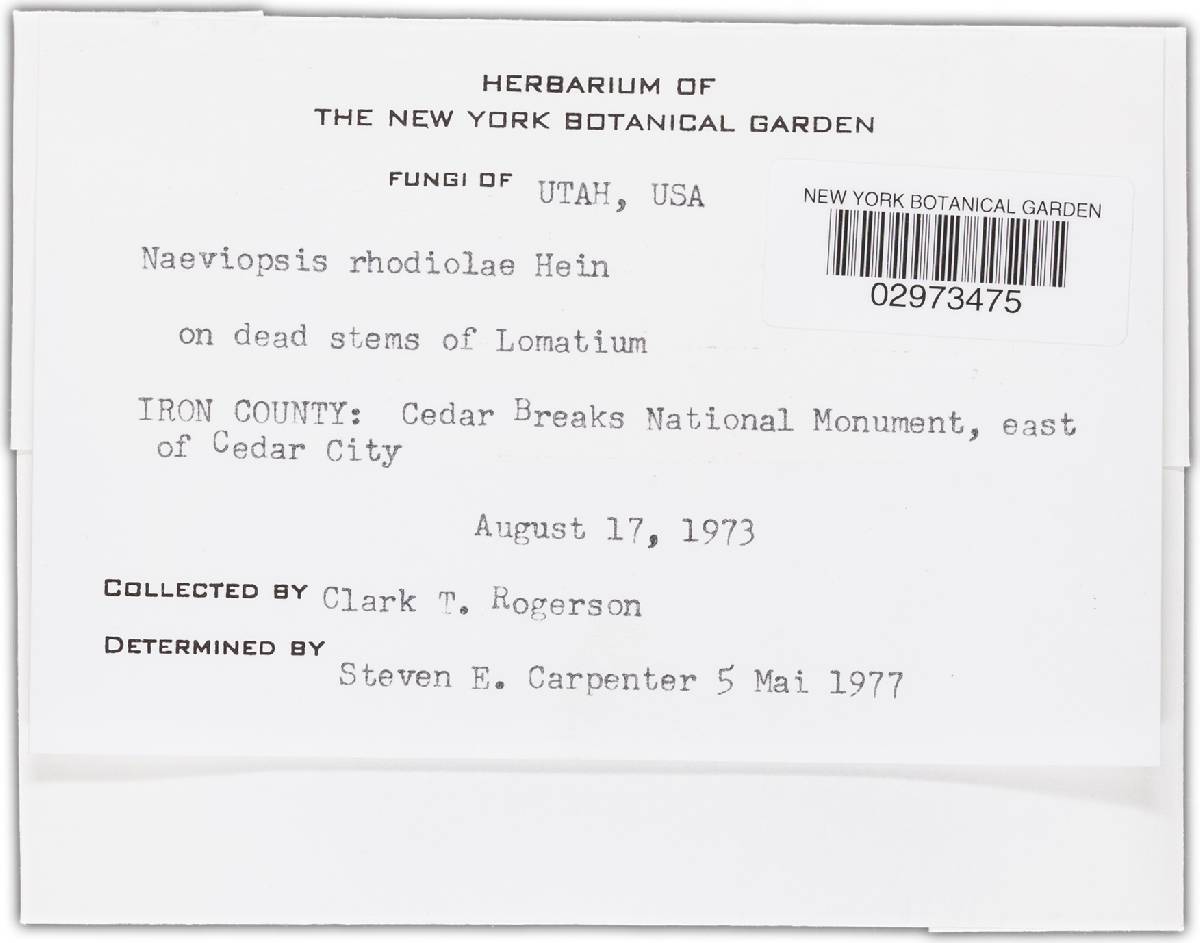 HERBARIUM OF
THE NEW YORK BOTANICAL GARDEN
FUNGI OF UTAH, USA
NEW YORK BOTANICAL GARDEN
02973475
Naeviopsis rhodiolae Hein
on dead stems of Lomatium
IRON COUNTY: Cedar Breaks National Monument, east
of Cedar City
August 17, 1973
COLLECTED BY Clark T. Rogerson
DETERMINED BY
Steven E. Carpenter 5 Mai 1977